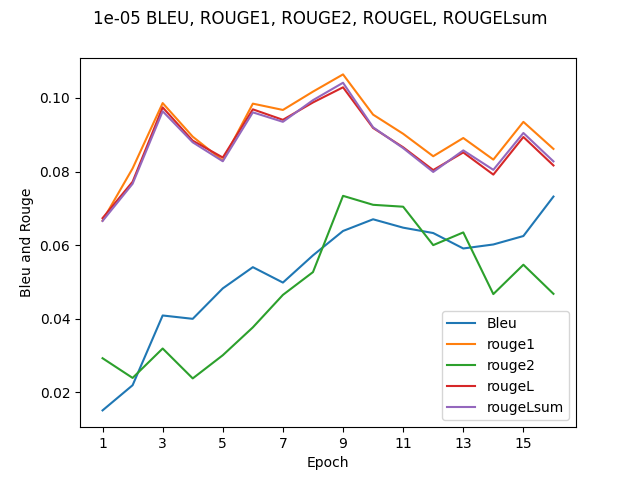 1e-05 BLEU, ROUGE1, ROUGE2, ROUGEL, ROUGELsum
Bleu and Rouge
0.10
0.08
0.06
0.04
0.02
Bleu
rouge1
rouge2
rougeL
rougeLsum
1 3 5 7 9 11 13 15
Epoch